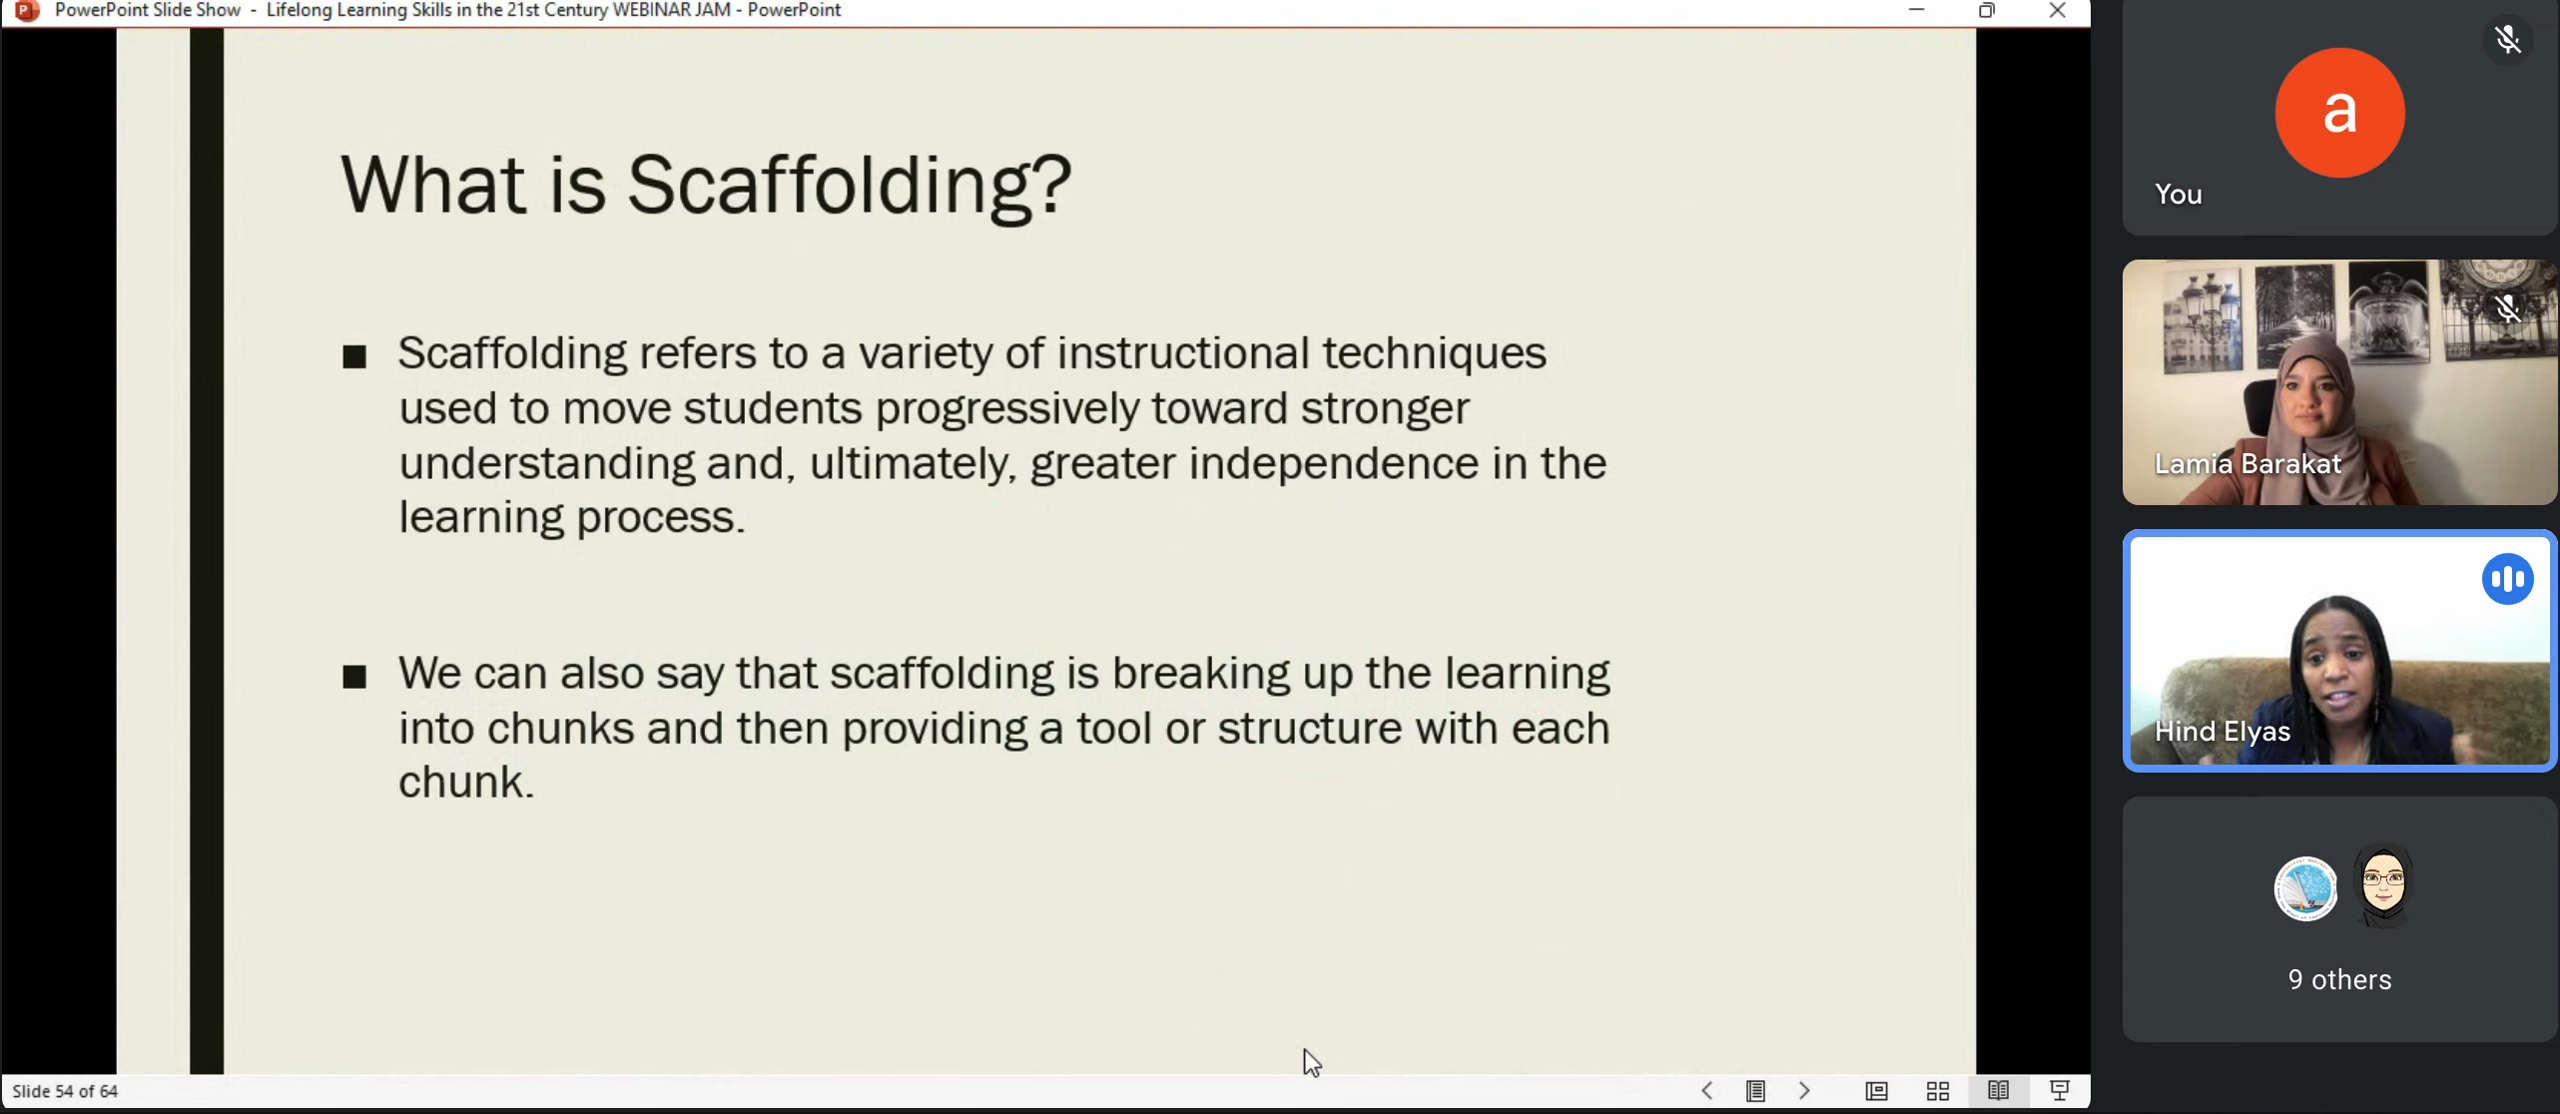 PowerPoint Slide Show - Lifelong Learning Skills in the 21st Century WEBINAR JAM - PowerPoint
What is Scaffolding?
■ Scaffolding refers to a variety of instructional techniques
used to move students progressively toward stronger
understanding and, ultimately, greater independence in the
learning process.
■ We can also say that scaffolding is breaking up the learning
into chunks and then providing a tool or structure with each
chunk.
Slide 54 of 64
a
You
Lamia Barakat
Hind Elyas
9 others